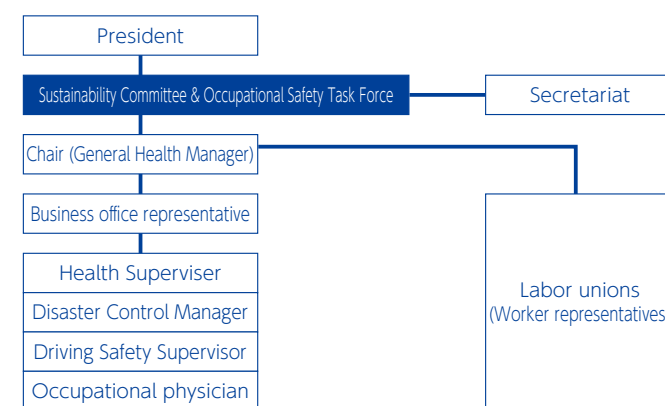 President
Sustainability Committee & Occupational Safety Task Force
Secretariat
Chair (General Health Manager)
Business office representative
Health Superviser
Disaster Control Manager
Driving Safety Supervisor
Occupational physician
Labor unions
(Worker representatives